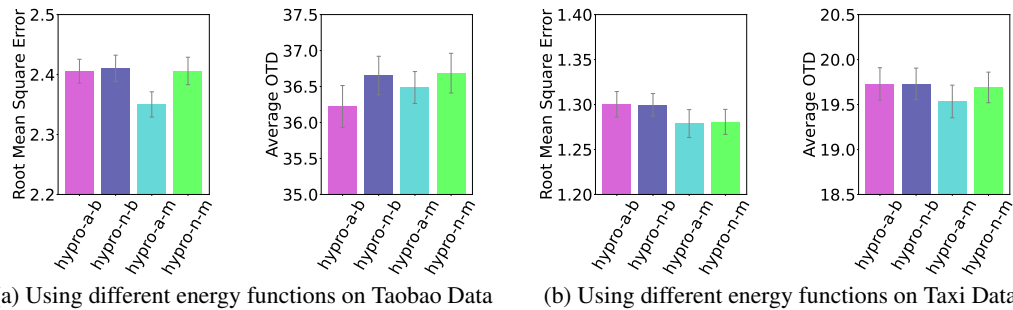 Root Mean Square Error
2.5
2.4
2.3
2.2
hypro-a-b
hypro-n-b
hypro-a-m
hypro-n-m
Average OTD
37.5
37.0
36.5
36.0
35.5
35.0
hypro-a-b
hypro-n-b
hypro-a-m
hypro-n-m
a) Using different energy functions on Taobao Data
Root Mean Square Error
1.40
1.35
1.30
1.25
1.20
hypro-a-b
hypro-n-b
hypro-a-m
hypro-n-m
Average OTD
20.5
20.0
19.5
19.0
18.5
hypro-a-b
hypro-n-b
hypro-a-m
hypro-n-m
(b) Using different energy functions on Taxi Data